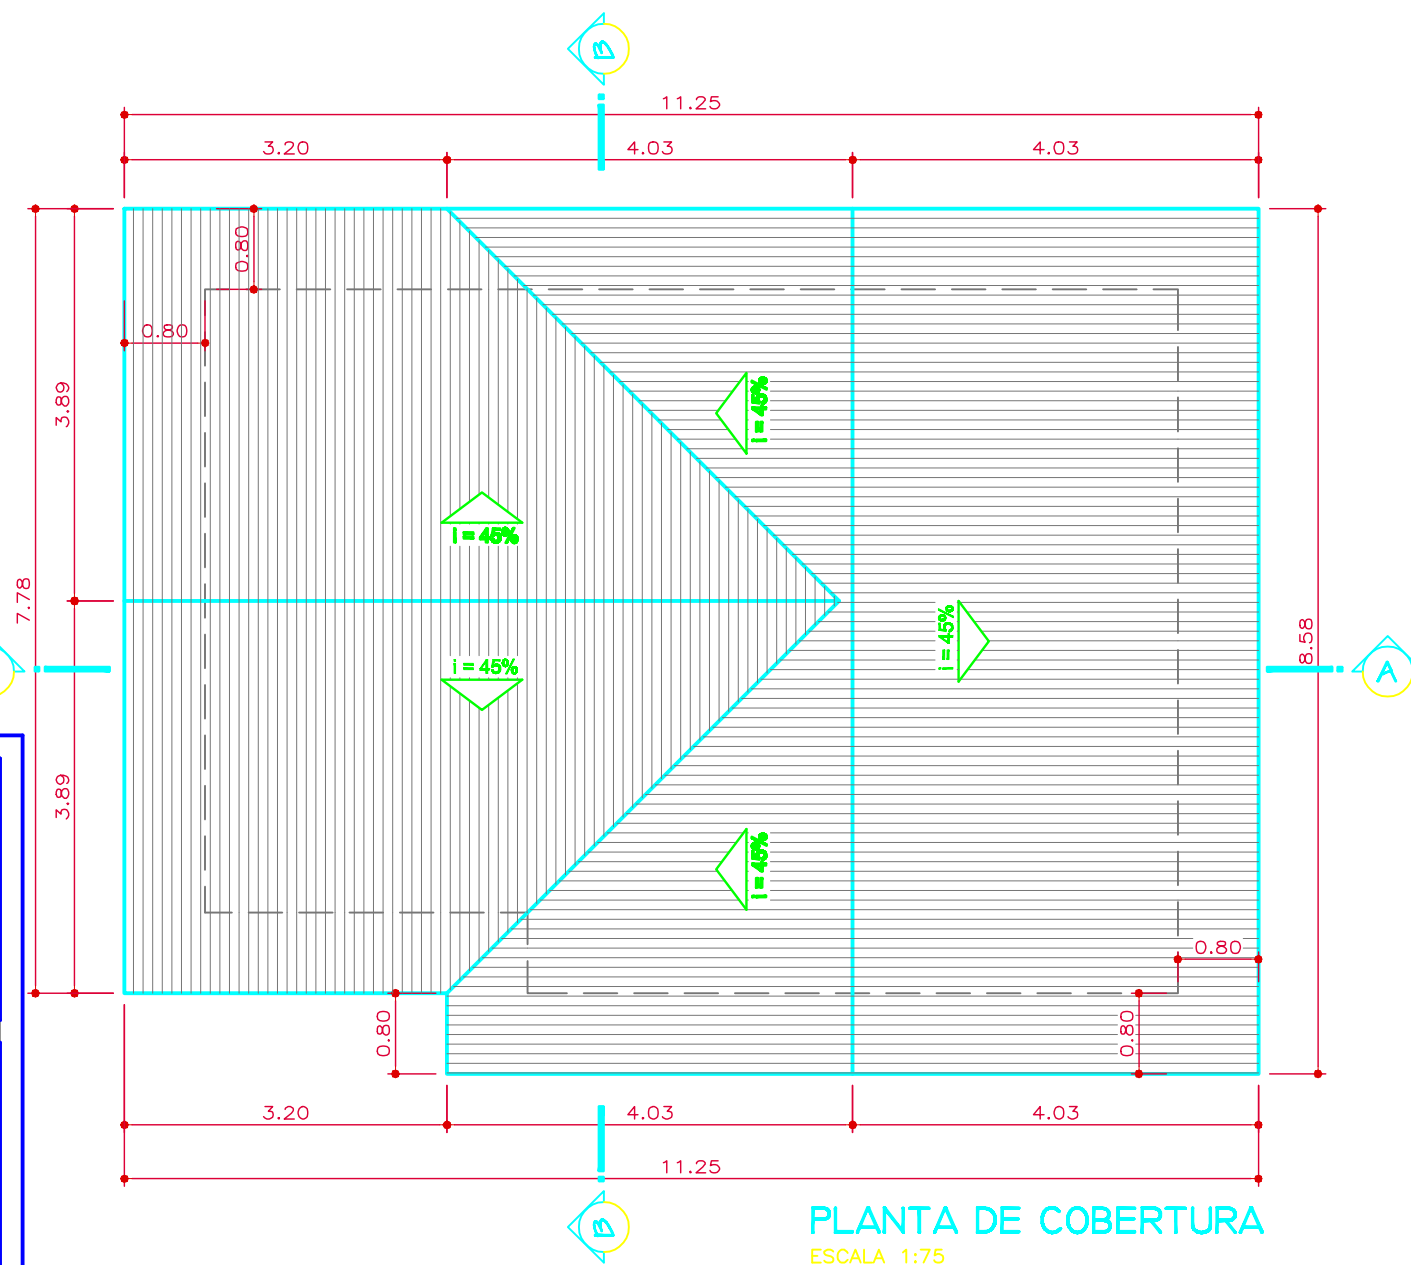 B
11.25
3.20
4.03
4.03
0.80
0.80
3.89
i = 45%
i = 45%
7.78
i = 45%
8.58
i = 45%
A
3.89
i = 45%
0.80
0.80
0.80
3.20
4.03
4.03
11.25
B
PLANTA DE COBERTURA
ESCALA 1:75